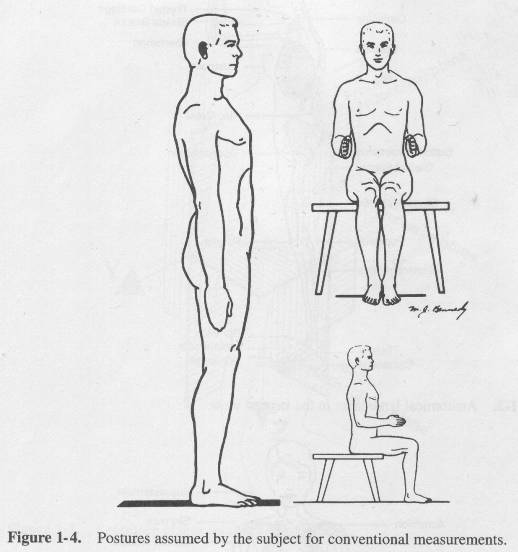 Figure 1-4. Postures assumed by the subject for conventional measurements.